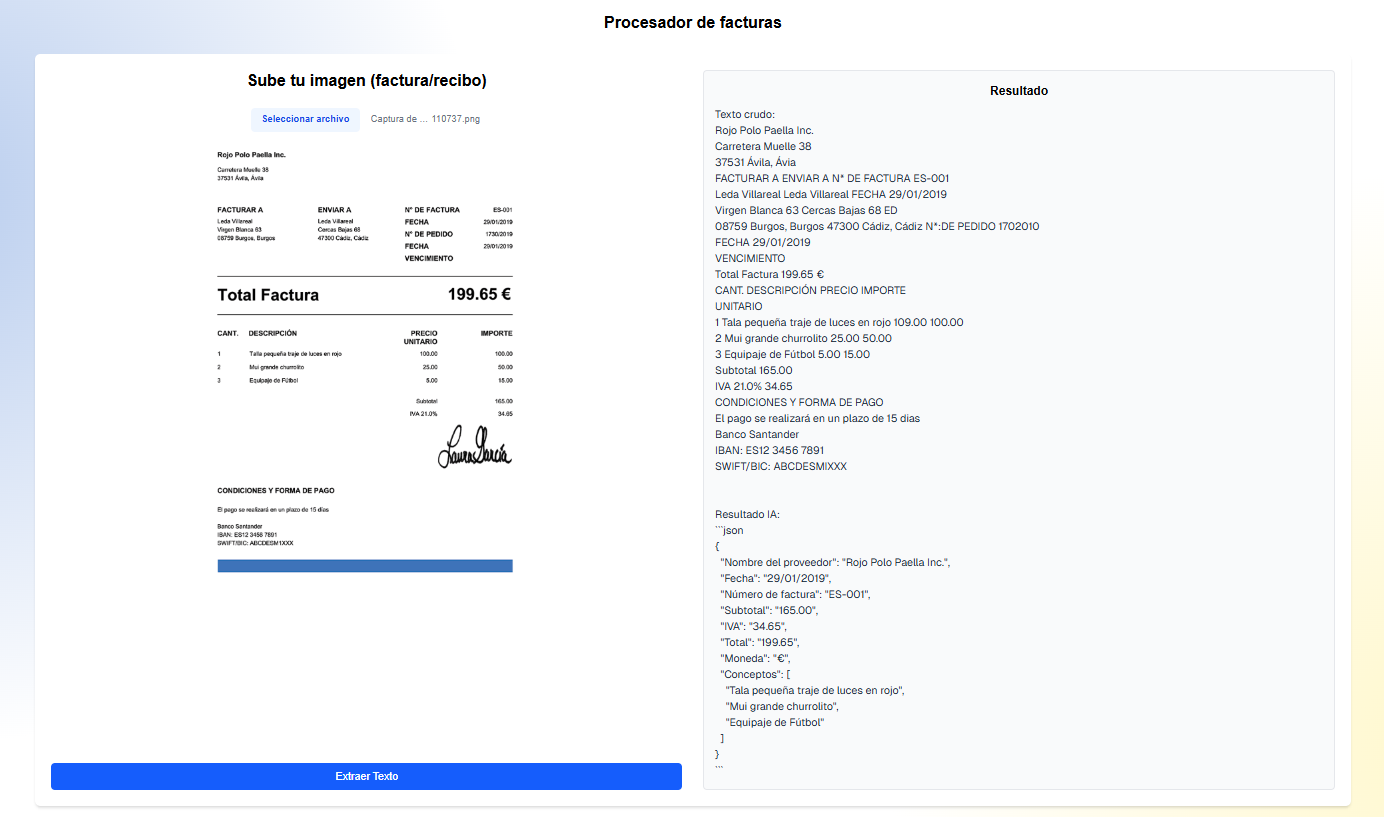 Procesador de facturas
Sube tu imagen (factura/recibo)
Seleccionar archivo Captura de ... 110737.png
Rojo Polo Paella Inc.
Carretera Muelle 38
37531 Ávila, Ávila
FACTURAR A ENVIAR A Nº DE FACTURA ES-001
Leda Villareal Leda Villareal FECHA 29/01/2019
Virgen Blanca 63 Cercas Bajas 68 Nº DE PEDIDO 1730/2019
08759 Burgos, Burgos 47300 Cádiz, Cádiz FECHA 29/01/2019
VENCIMIENTO
Total Factura 199.65 €
CANT. DESCRIPCIÓN PRECIO IMPORTE
UNITARIO
1 Talla pequeña traje de luces en rojo 100.00 100.00
2 Mui grande churrolito 25.00 50.00
3 Equipaje de Fútbol 5.00 15.00
Subtotal 165.00
IVA 21.0% 34.65
CONDICIONES Y FORMA DE PAGO
El pago se realizará en un plazo de 15 días
Banco Santander
IBAN: ES12 3456 7891
SWIFT/BIC: ABCDESM1XXX
Extraer Texto
Resultado
Texto crudo:
Rojo Polo Paella Inc.
Carretera Muelle 38
37531 Ávila, Ávia
FACTURAR A ENVIAR A N* DE FACTURA ES-001
Leda Villareal Leda Villareal FECHA 29/01/2019
Virgen Blanca 63 Cercas Bajas 68 ED
08759 Burgos, Burgos 47300 Cádiz, Cádiz N*:DE PEDIDO 1702010
FECHA 29/01/2019
VENCIMIENTO
Total Factura 199.65 €
CANT. DESCRIPCIÓN PRECIO IMPORTE
UNITARIO
1 Tala pequeña traje de luces en rojo 109.00 100.00
2 Mui grande churrolito 25.00 50.00
3 Equipaje de Fútbol 5.00 15.00
Subtotal 165.00
IVA 21.0% 34.65
CONDICIONES Y FORMA DE PAGO
El pago se realizará en un plazo de 15 dias
Banco Santander
IBAN: ES12 3456 7891
SWIFT/BIC: ABCDESMIXXX
Resultado IA:
```json
{
"Nombre del proveedor": "Rojo Polo Paella Inc.",
"Fecha": "29/01/2019",
"Número de factura": "ES-001",
"Subtotal": "165.00",
"IVA": "34.65",
"Total": "199.65",
"Moneda": "€",
"Conceptos": [
"Tala pequeña traje de luces en rojo",
"Mui grande churrolito",
"Equipaje de Fútbol"
]
}
```